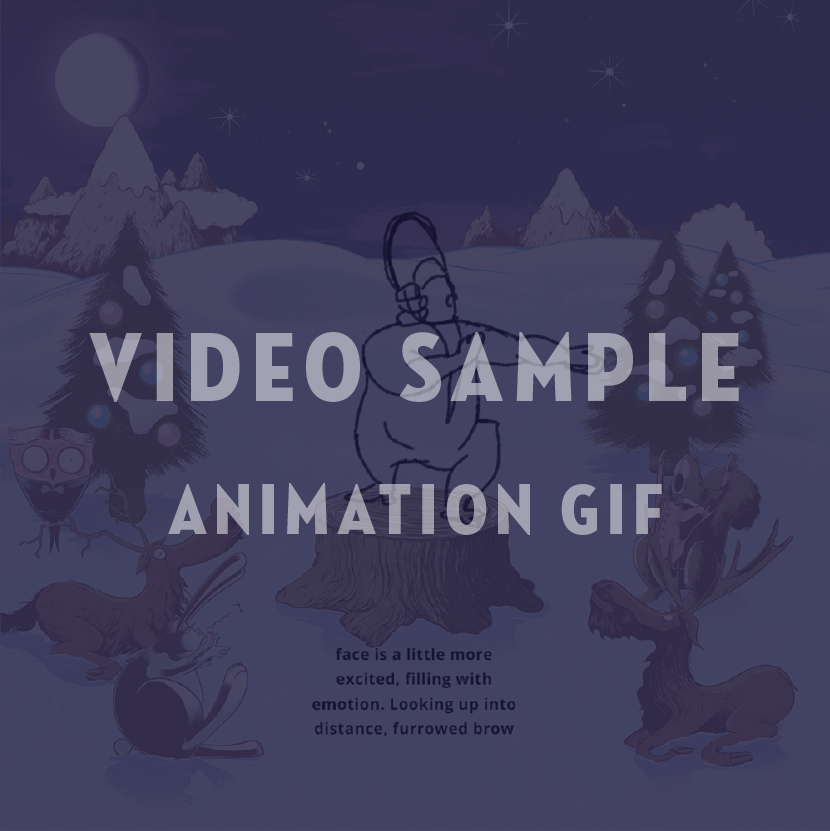 VIDEO SAMPLE
ANIMATION GIF
face is a little more
excited, filling with
emotion. Looking up into
distance, furrowed brow